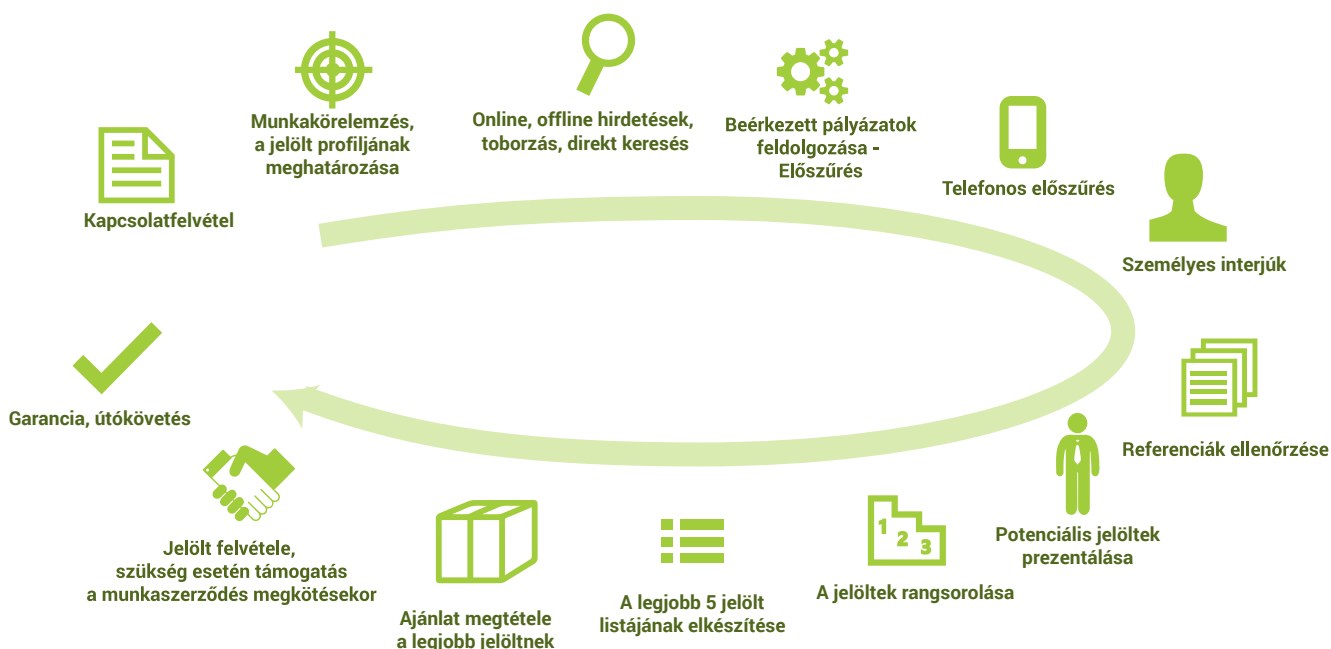 Kapcsolatfelvétel
Munkakörelemzés,
a jelölt profiljának
meghatározása
Online, offline hirdetések,
toborzás, direkt keresés
Beérkezett pályázatok
feldolgozása -
Előszűrés
Telefonos előszűrés
Személyes interjúk
Referenciák ellenőrzése
Potenciális jelöltek
prezentálása
1
2
3
A jelöltek rangsorolása
A legjobb 5 jelölt
listájának elkészítése
Ajánlat megtétele
a legjobb jelöltnek
Jelölt felvétele,
szükség esetén támogatás
a munkaszerződés megkötésekor
Garancia, útókövetés